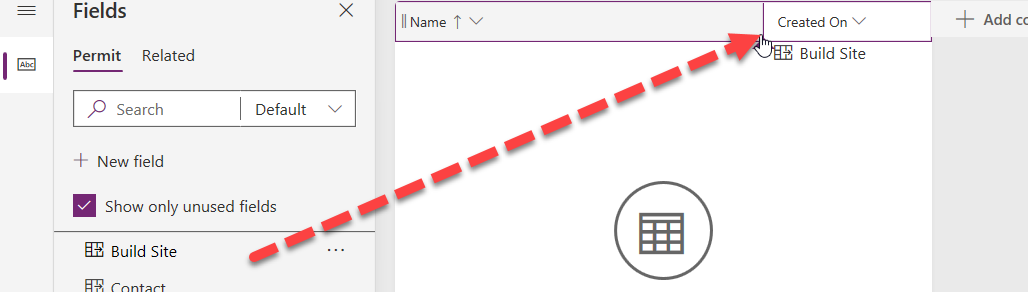 Abc
Fields
Permit Related
Search Default
New field
Show only unused fields
Build Site ...
Contact
Name Created On
Add co
Build Site